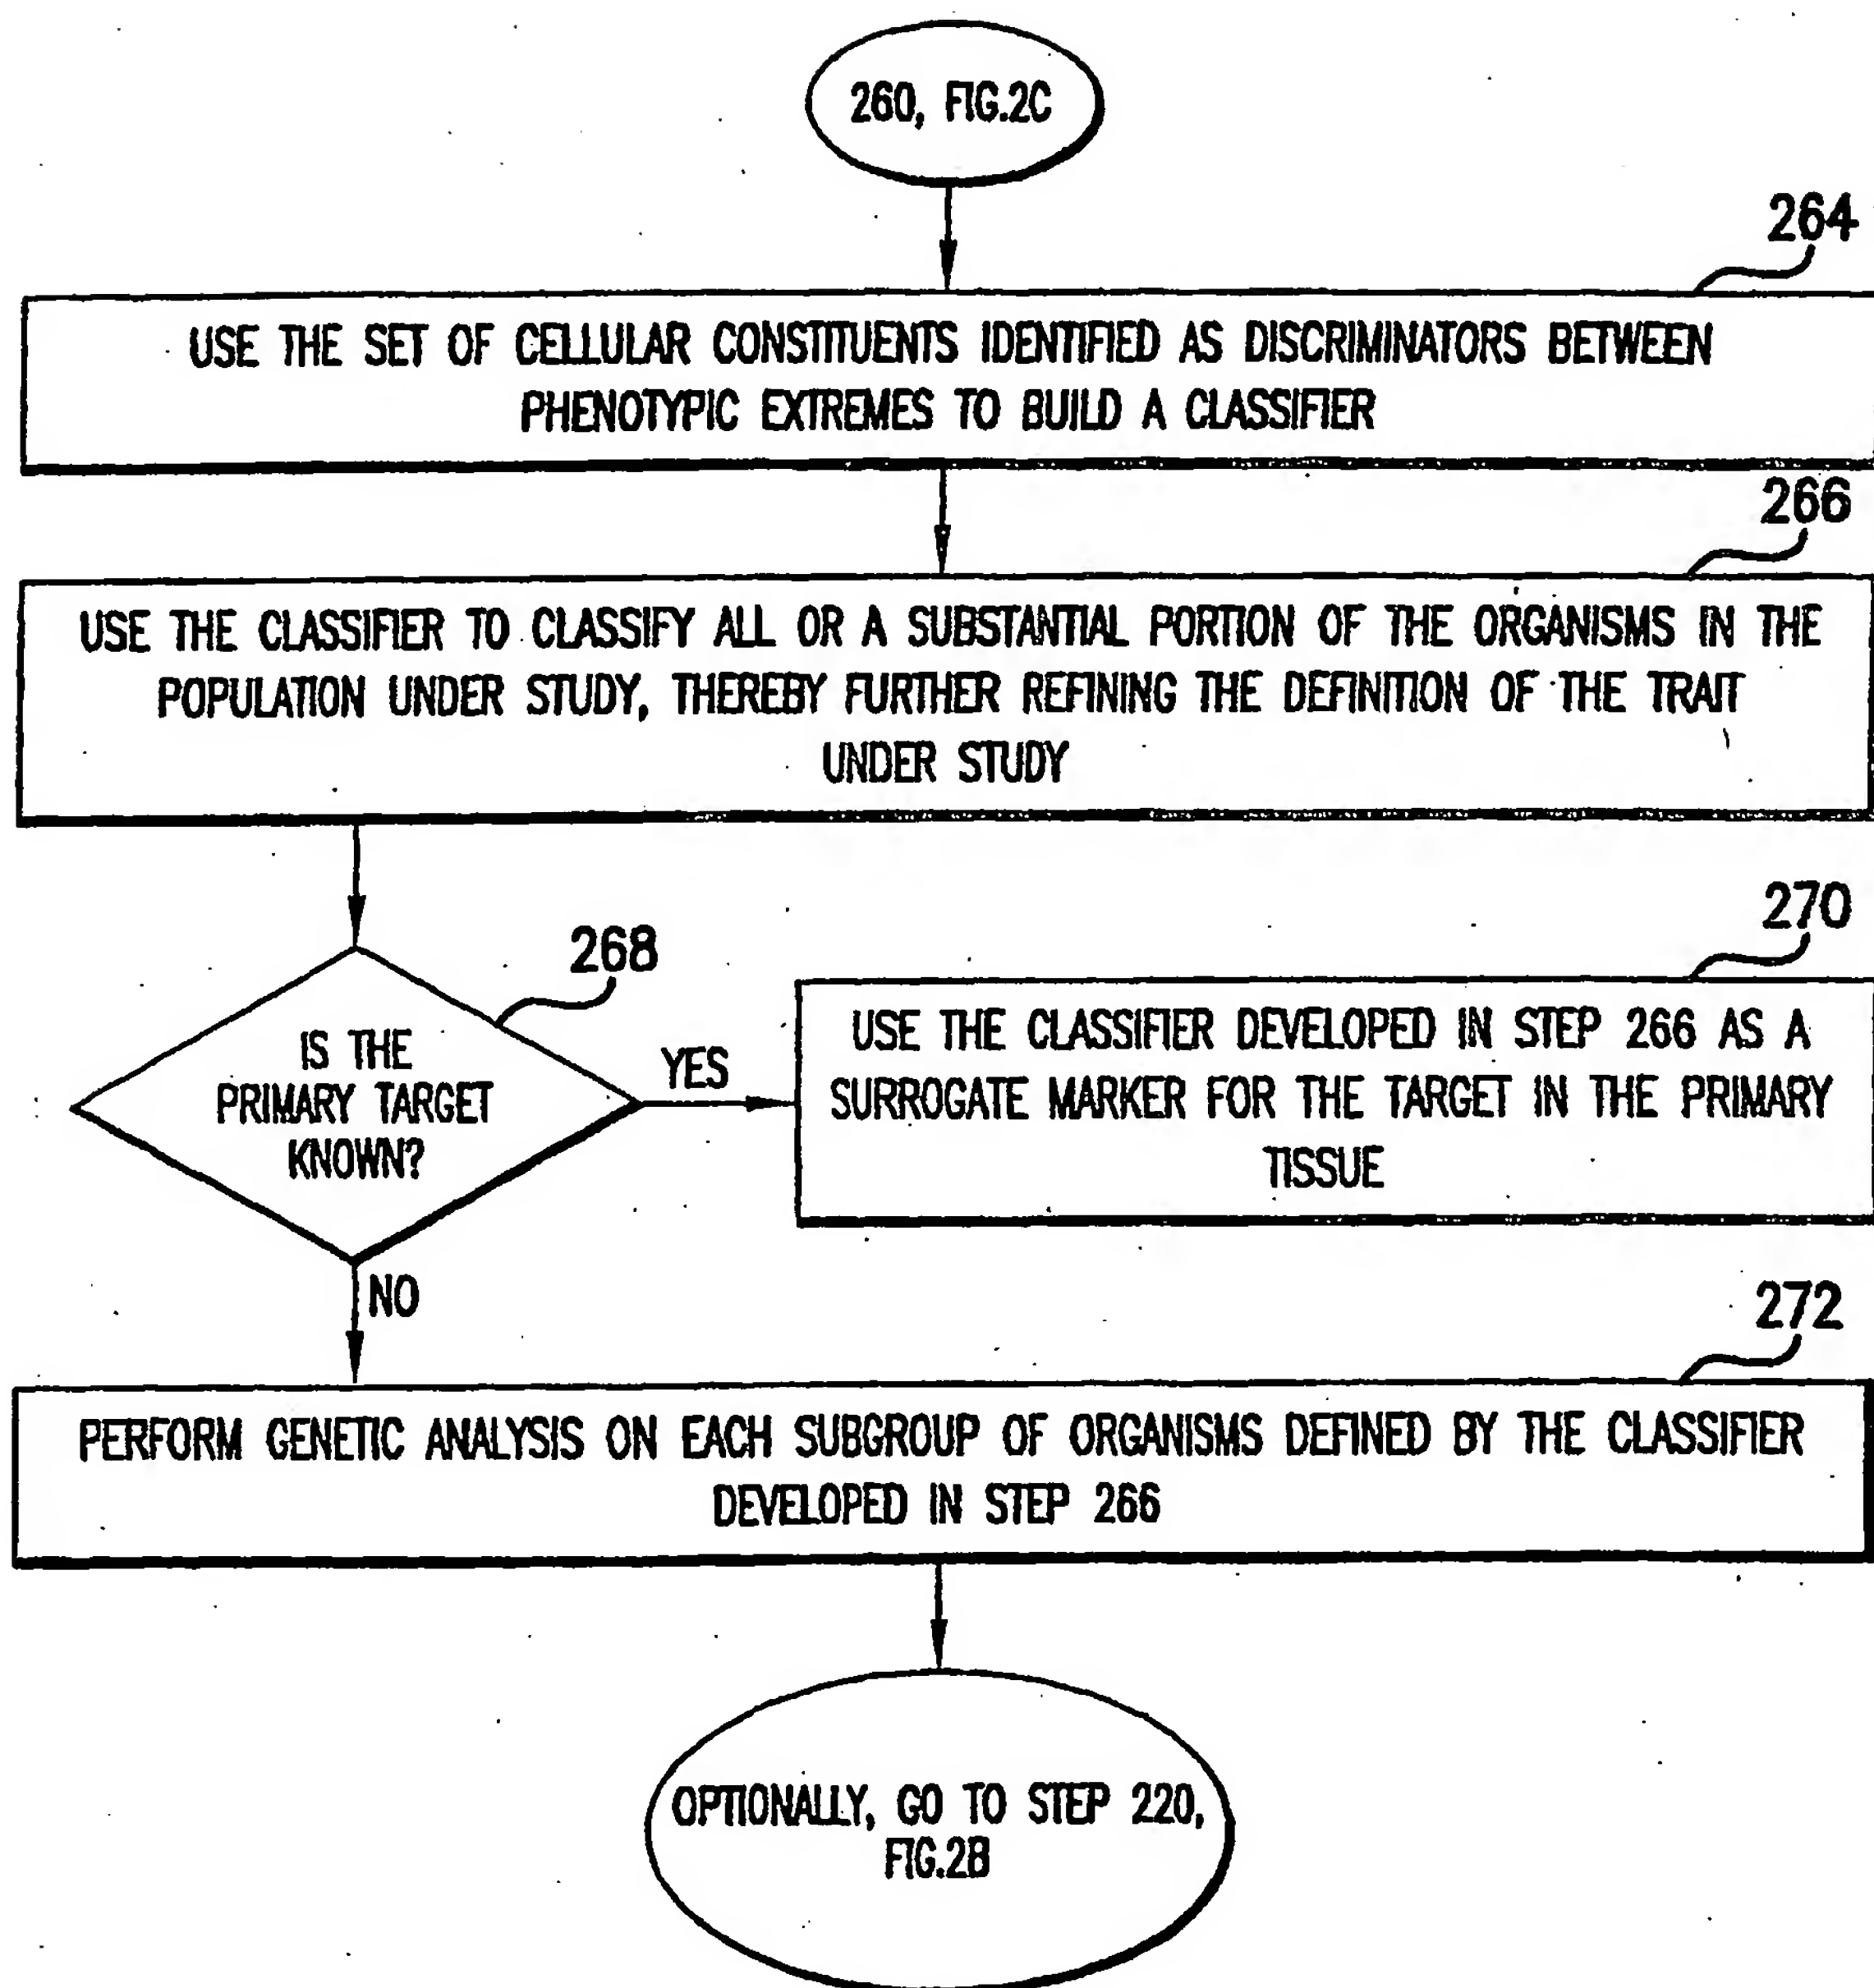 260, FIG.2C
264
USE THE SET OF CELLULAR CONSTITUENTS IDENTIFIED AS DISCRIMINATORS BETWEEN
PHENOTYPIC EXTREMES TO BUILD A CLASSIFIER
266
USE THE CLASSIFIER TO CLASSIFY ALL OR A SUBSTANTIAL PORTION OF THE ORGANISMS IN THE
POPULATION UNDER STUDY, THEREBY FURTHER REFINING THE DEFINITION OF THE TRAIT
UNDER STUDY
268
IS THE
PRIMARY TARGET
KNOWN?
YES
270
USE THE CLASSIFIER DEVELOPED IN STEP 266 AS A
SURROGATE MARKER FOR THE TARGET IN THE PRIMARY
TISSUE
NO
272
PERFORM GENETIC ANALYSIS ON EACH SUBGROUP OF ORGANISMS DEFINED BY THE CLASSIFIER
DEVELOPED IN STEP 266
OPTIONALLY, GO TO STEP 220,
FIG.2B